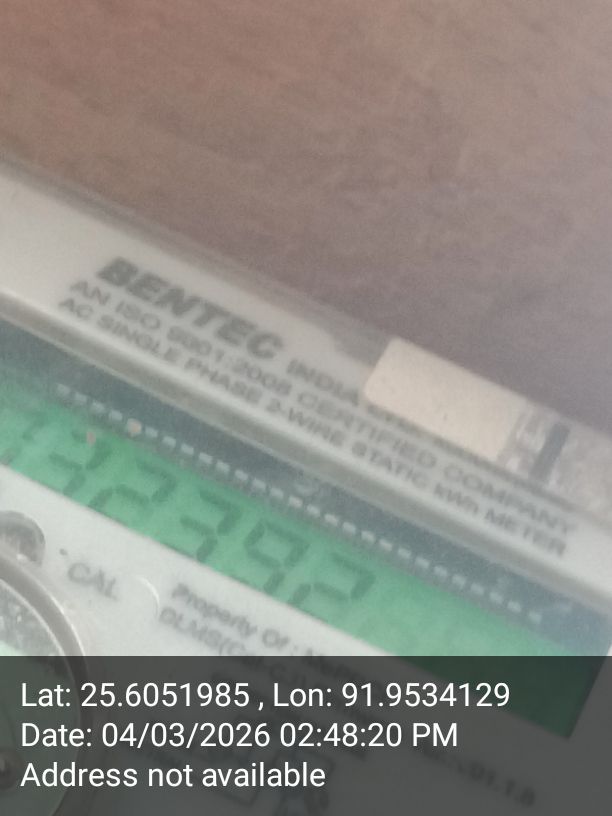 BENTEC INDIA
AN ISO 9001:2008 CERTIFIED COMPANY
AC SINGLE PHASE 2-WIRE STATIC kWh METER
32392
CAL
Property Of :
Lat: 25.6051985 , Lon: 91.9534129
Date: 04/03/2026 02:48:20 PM
Address not available